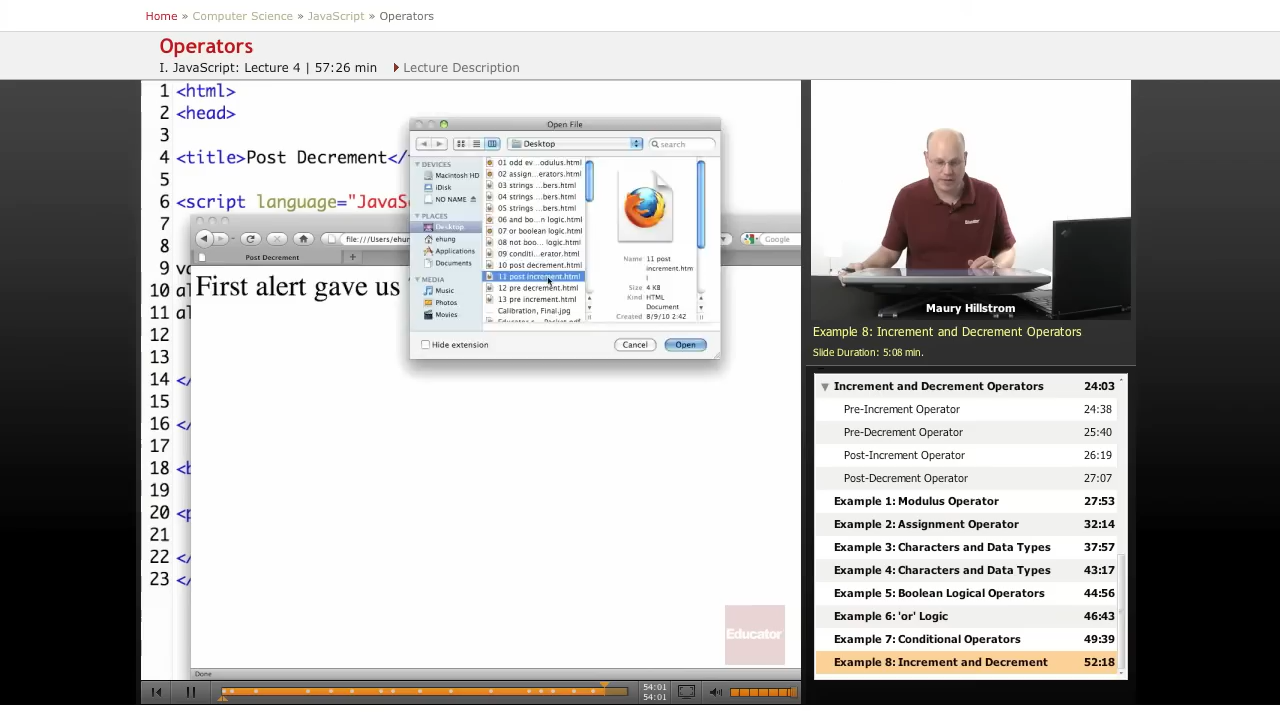 Home » Computer Science » JavaScript » Operators
Operators
I. JavaScript: Lecture 4 | 57:26 min
Lecture Description
1 <html>
2 <head>
3
4 <title>Post Decrement</
5
6 <script language="JavaS
7
8
9 va
10 al
11 al
12
13
14 </
15
16 </
17
18 <b
19
20 <p
21
22 </
23 </
file:///Users/ehung
Google
Post Decrement
First alert gave us
Done
Open File
Desktop
search
DEVICES
Macintosh HD
iDisk
NO NAME
PLACES
Desktop
ehung
Applications
Documents
MEDIA
Music
Photos
Movies
01 odd ev...odulus.html
02 assign...erators.html
03 strings ...bers.html
04 strings ...bers.html
05 strings ...bers.html
06 and bo...n logic.html
07 or boolean logic.html
08 not boo... logic.html
09 conditi...erator.html
10 post decrement.html
11 post increment.html
12 pre decrement.html
13 pre increment.html
Calibration, Final.jpg
Name 11 post increment.html
Size 4 KB
Kind HTML Document
Created 8/9/10 2:42
Hide extension
Cancel
Open
Educator
54:01
54:01
Maury Hillstrom
Example 8: Increment and Decrement Operators
Slide Duration: 5:08 min.
Increment and Decrement Operators 24:03
Pre-Increment Operator 24:38
Pre-Decrement Operator 25:40
Post-Increment Operator 26:19
Post-Decrement Operator 27:07
Example 1: Modulus Operator 27:53
Example 2: Assignment Operator 32:14
Example 3: Characters and Data Types 37:57
Example 4: Characters and Data Types 43:17
Example 5: Boolean Logical Operators 44:56
Example 6: 'or' Logic 46:43
Example 7: Conditional Operators 49:39
Example 8: Increment and Decrement 52:18